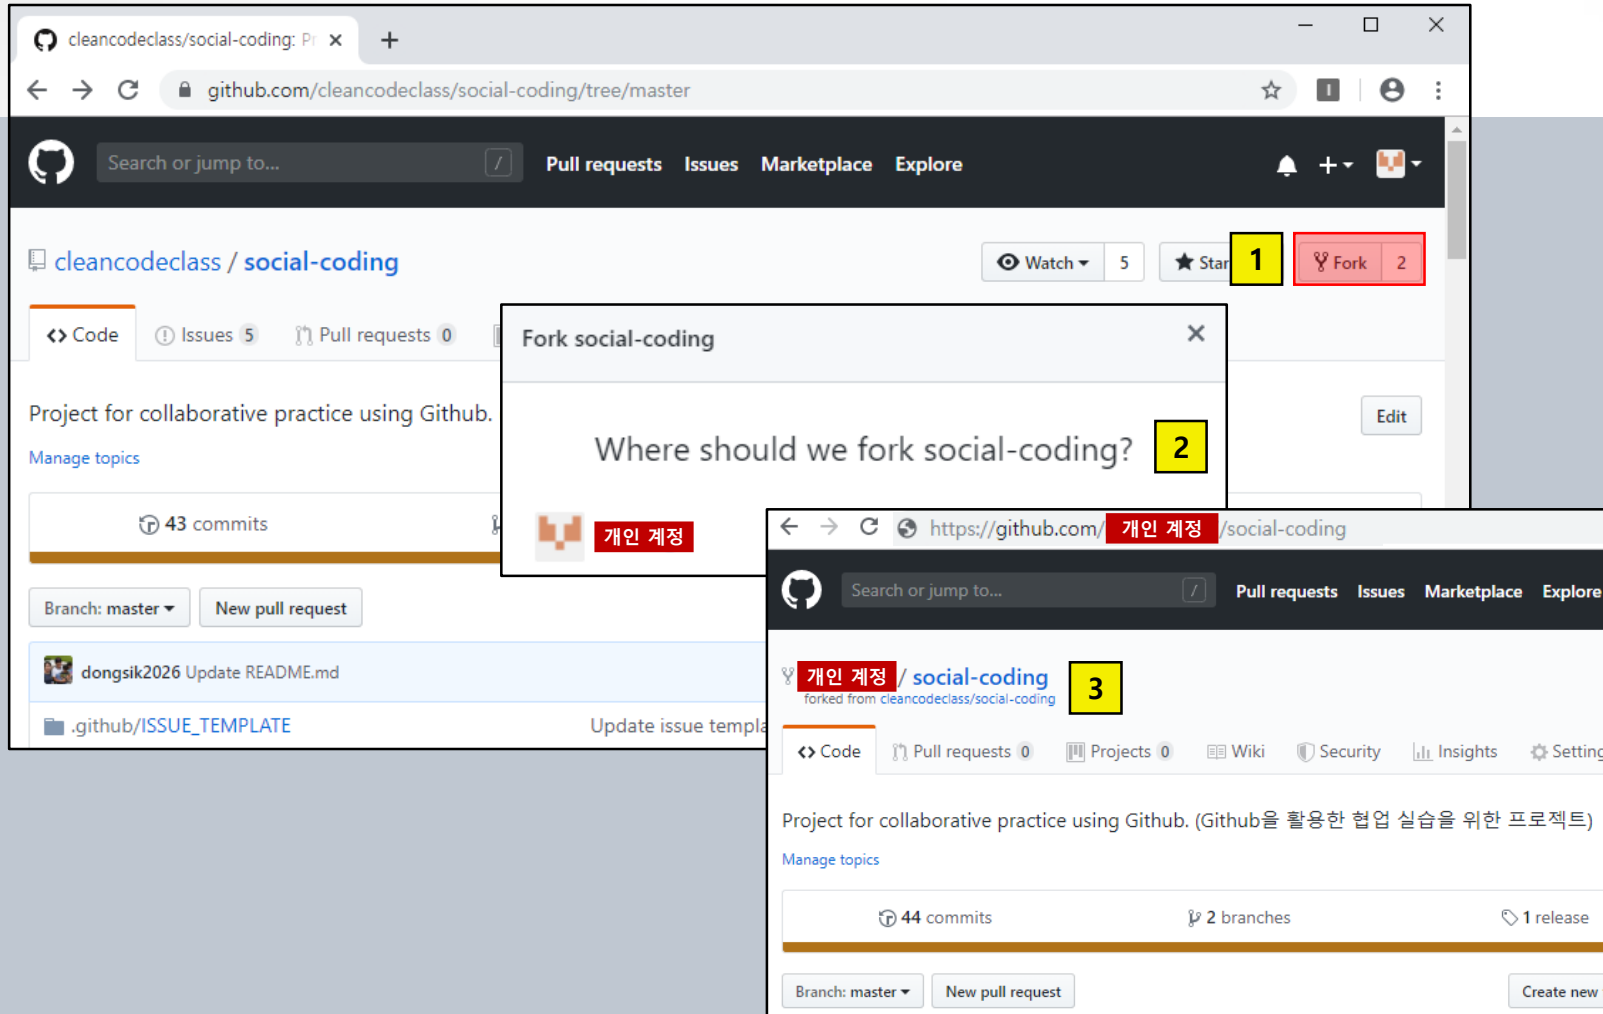 cleancodeclass/social-coding: Pr
github.com/cleancodeclass/social-coding/tree/master
Search or jump to... / Pull requests Issues Marketplace Explore
cleancodeclass / social-coding
Watch 5 Star 1 Fork 2
Code Issues 5 Pull requests 0
Fork social-coding
Project for collaborative practice using Github.
Edit
Manage topics
Where should we fork social-coding? 2
43 commits
개인 계정
Branch: master New pull request
dongsik2026 Update README.md
.github/ISSUE_TEMPLATE Update issue templa
https://github.com/ 개인 계정 /social-coding
Search or jump to... / Pull requests Issues Marketplace Explore
개인 계정 / social-coding 3
forked from cleancodeclass/social-coding
Code Pull requests 0 Projects 0 Wiki Security Insights Setting
Project for collaborative practice using Github. (Github을 활용한 협업 실습을 위한 프로젝트)
Manage topics
44 commits 2 branches 1 release
Branch: master New pull request Create new